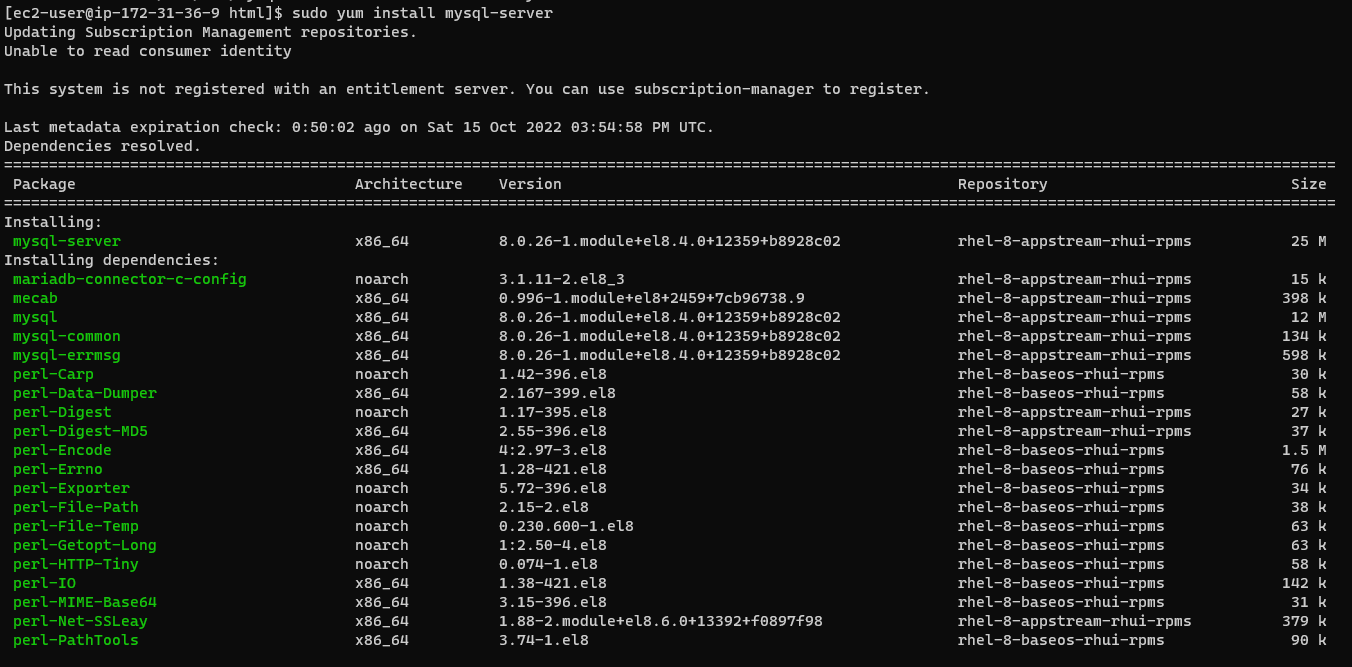 [ec2-user@ip-172-31-36-9 html]$ sudo yum install mysql-server
Updating Subscription Management repositories.
Unable to read consumer identity
This system is not registered with an entitlement server. You can use subscription-manager to register.
Last metadata expiration check: 0:50:02 ago on Sat 15 Oct 2022 03:54:58 PM UTC.
Dependencies resolved.
====================================================================================================================================================
Package Architecture Version Repository Size
====================================================================================================================================================
Installing:
mysql-server x86_64 8.0.26-1.module+el8.4.0+12359+b8928c02 rhel-8-appstream-rhui-rpms 25 M
Installing dependencies:
mariadb-connector-c-config noarch 3.1.11-2.el8_3 rhel-8-appstream-rhui-rpms 15 k
mecab x86_64 0.996-1.module+el8+2459+7cb96738.9 rhel-8-appstream-rhui-rpms 398 k
mysql x86_64 8.0.26-1.module+el8.4.0+12359+b8928c02 rhel-8-appstream-rhui-rpms 12 M
mysql-common x86_64 8.0.26-1.module+el8.4.0+12359+b8928c02 rhel-8-appstream-rhui-rpms 134 k
mysql-errmsg x86_64 8.0.26-1.module+el8.4.0+12359+b8928c02 rhel-8-appstream-rhui-rpms 598 k
perl-Carp noarch 1.42-396.el8 rhel-8-baseos-rhui-rpms 30 k
perl-Data-Dumper x86_64 2.167-399.el8 rhel-8-baseos-rhui-rpms 58 k
perl-Digest noarch 1.17-395.el8 rhel-8-appstream-rhui-rpms 27 k
perl-Digest-MD5 x86_64 2.55-396.el8 rhel-8-appstream-rhui-rpms 37 k
perl-Encode x86_64 4:2.97-3.el8 rhel-8-baseos-rhui-rpms 1.5 M
perl-Errno x86_64 1.28-421.el8 rhel-8-baseos-rhui-rpms 76 k
perl-Exporter noarch 5.72-396.el8 rhel-8-baseos-rhui-rpms 34 k
perl-File-Path noarch 2.15-2.el8 rhel-8-baseos-rhui-rpms 38 k
perl-File-Temp noarch 0.230.600-1.el8 rhel-8-baseos-rhui-rpms 63 k
perl-Getopt-Long noarch 1:2.50-4.el8 rhel-8-baseos-rhui-rpms 63 k
perl-HTTP-Tiny noarch 0.074-1.el8 rhel-8-baseos-rhui-rpms 58 k
perl-IO x86_64 1.38-421.el8 rhel-8-baseos-rhui-rpms 142 k
perl-MIME-Base64 x86_64 3.15-396.el8 rhel-8-baseos-rhui-rpms 31 k
perl-Net-SSLeay x86_64 1.88-2.module+el8.6.0+13392+f0897f98 rhel-8-appstream-rhui-rpms 379 k
perl-PathTools x86_64 3.74-1.el8 rhel-8-baseos-rhui-rpms 90 k